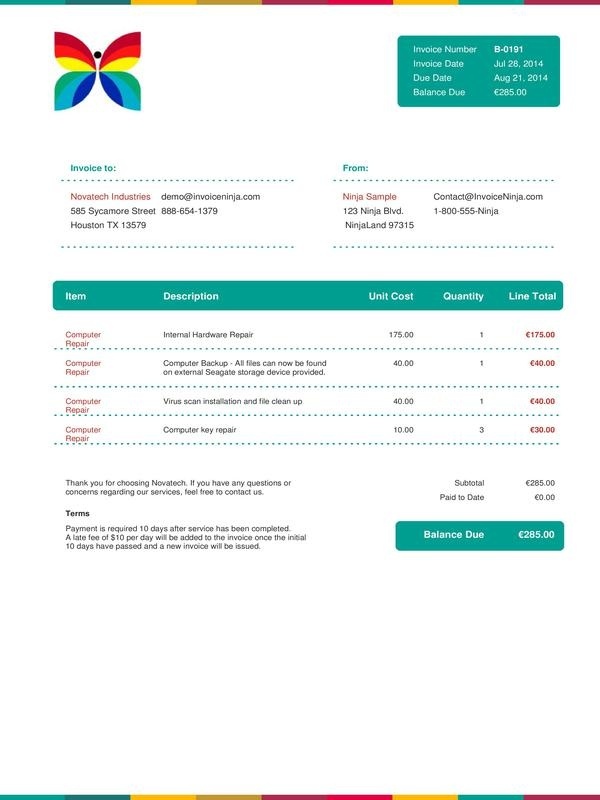 Invoice Number B-0191
Invoice Date Jul 28, 2014
Due Date Aug 21, 2014
Balance Due €285.00
Invoice to:
Novatech Industries demo@invoiceninja.com
585 Sycamore Street 888-654-1379
Houston TX 13579
From:
Ninja Sample Contact@InvoiceNinja.com
123 Ninja Blvd. 1-800-555-Ninja
NinjaLand 97315
Item Description Unit Cost Quantity Line Total
Computer Internal Hardware Repair 175.00 1 €175.00
Repair
Computer Computer Backup - All files can now be found 40.00 1 €40.00
Repair on external Seagate storage device provided.
Computer Virus scan installation and file clean up 40.00 1 €40.00
Repair
Computer Computer key repair 10.00 3 €30.00
Repair
Thank you for choosing Novatech. If you have any questions or
concerns regarding our services, feel free to contact us.
Subtotal €285.00
Paid to Date €0.00
Terms
Payment is required 10 days after service has been completed.
A late fee of $10 per day will be added to the invoice once the initial
10 days have passed and a new invoice will be issued.
Balance Due €285.00